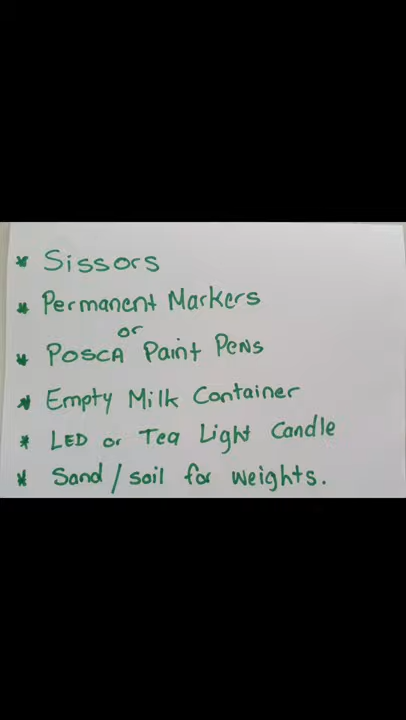 * Sissors
* Permanent Markers
or
* POSCA Paint Pens
* Empty Milk Container
* LED or Tea Light Candle
* Sand/soil for weights.